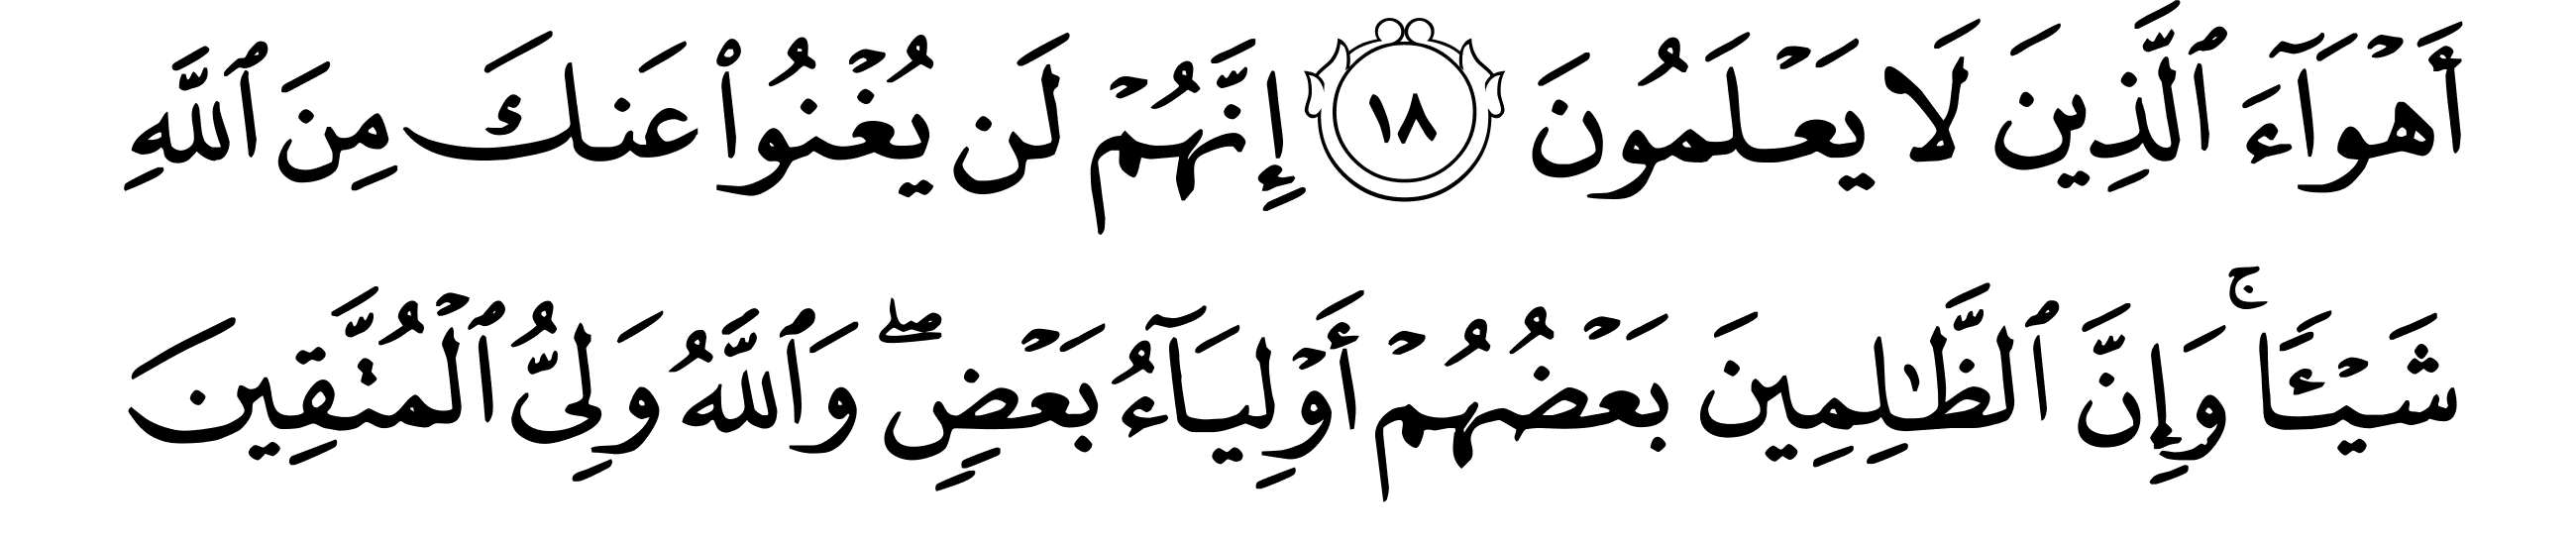 أَهْوَآءَ ٱلَّذِينَ لَا يَعْلَمُونَ ١٨ إِنَّهُمْ لَن يُغْنُوا۟ عَنكَ مِنَ ٱللَّهِ
شَيْـًٔا ۚ وَإِنَّ ٱلظَّـٰلِمِينَ بَعْضُهُمْ أَوْلِيَآءُ بَعْضٍ ۖ وَٱللَّهُ وَلِىُّ ٱلْمُتَّقِينَ